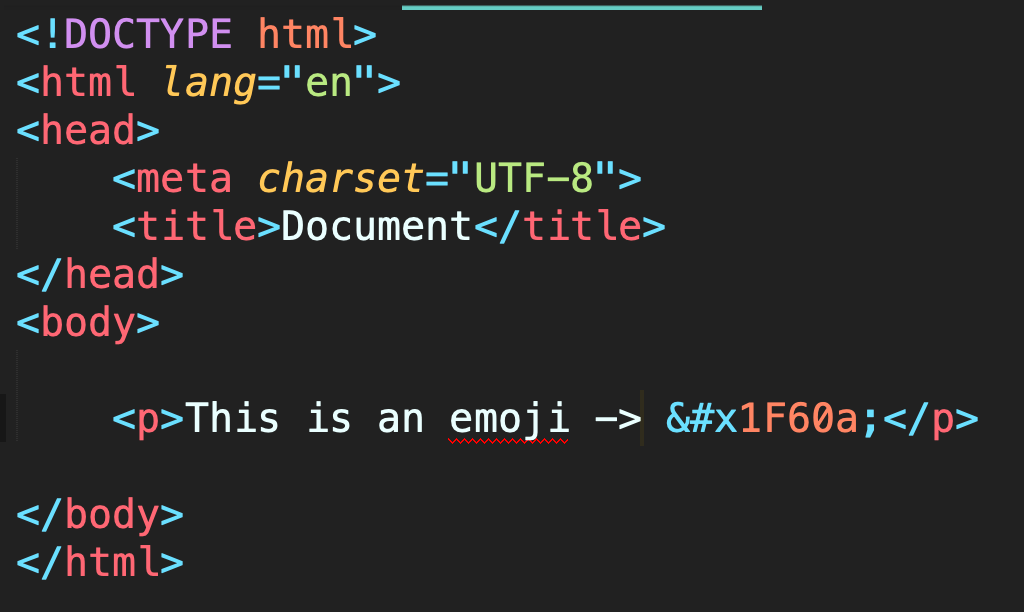 <!DOCTYPE html>
<html lang="en">
<head>
    <meta charset="UTF-8">
    <title>Document</title>
</head>
<body>
    <p>This is an emoji -> &#x1F60a;</p>
</body>
</html>